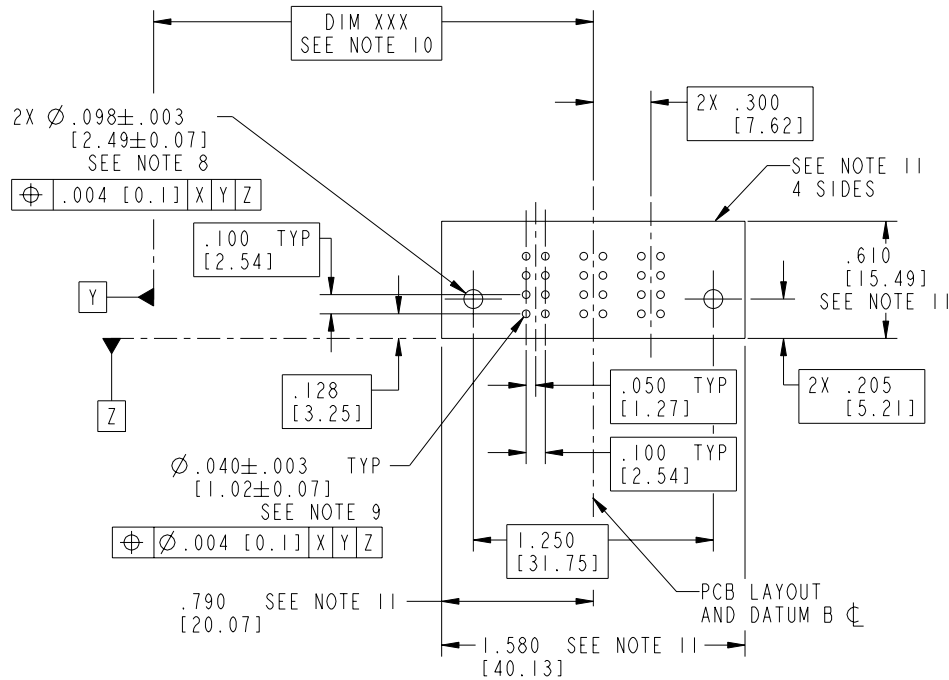 DIM XXX
SEE NOTE 10
2X Ø .098±.003
[2.49±0.07]
SEE NOTE 8
⌖ .004 [0.1] X Y Z
2X .300
[7.62]
SEE NOTE 11
4 SIDES
.100 TYP
[2.54]
.610
[15.49]
SEE NOTE 11
Y
Z
.128
[3.25]
.050 TYP
[1.27]
2X .205
[5.21]
.100 TYP
[2.54]
Ø .040±.003 TYP
[1.02±0.07]
SEE NOTE 9
⌖ Ø .004 [0.1] X Y Z
1.250
[31.75]
.790 SEE NOTE 11
[20.07]
PCB LAYOUT
AND DATUM B ℄
1.580 SEE NOTE 11
[40.13]